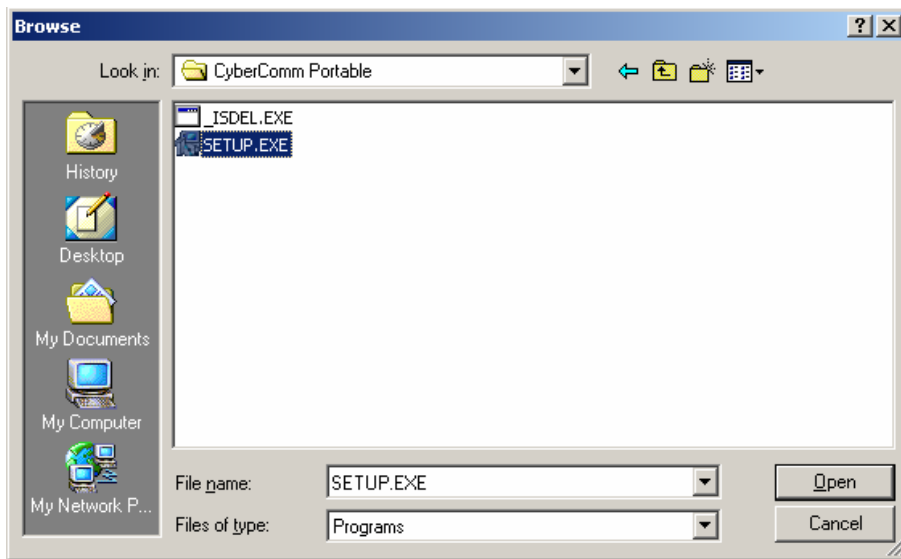 Browse
Look in: CyberComm Portable
_ISDEL.EXE
SETUP.EXE
History
Desktop
My Documents
My Computer
My Network P...
File name: SETUP.EXE
Open
Files of type: Programs
Cancel